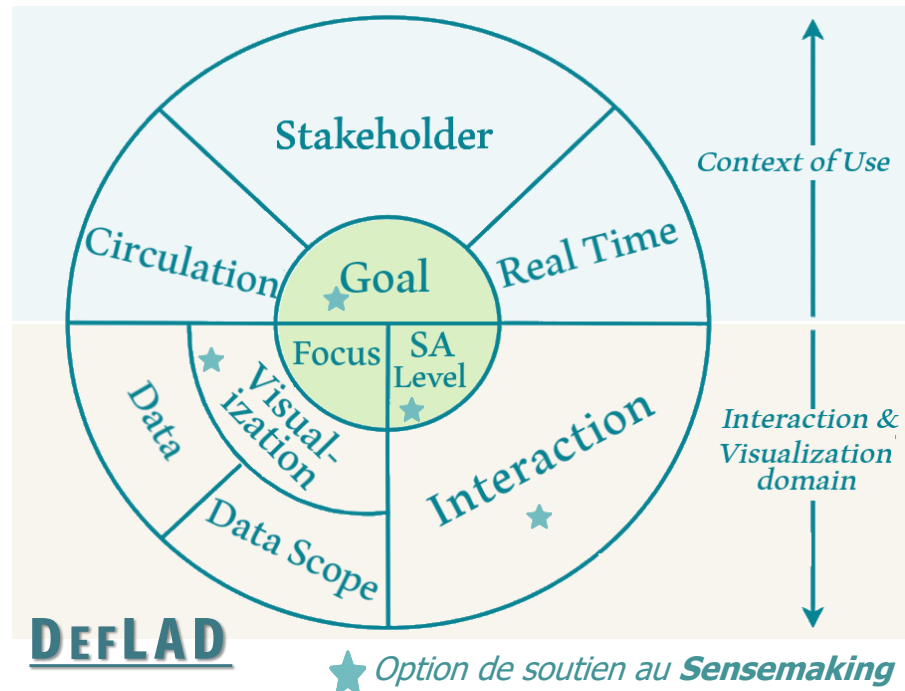 Stakeholder
Context of Use
Circulation
Real Time
Goal
Focus
SA
Level
Data
Visual-
ization
Interaction
Interaction &
Visualization
domain
Data Scope
DEFLAD
Option de soutien au Sensemaking